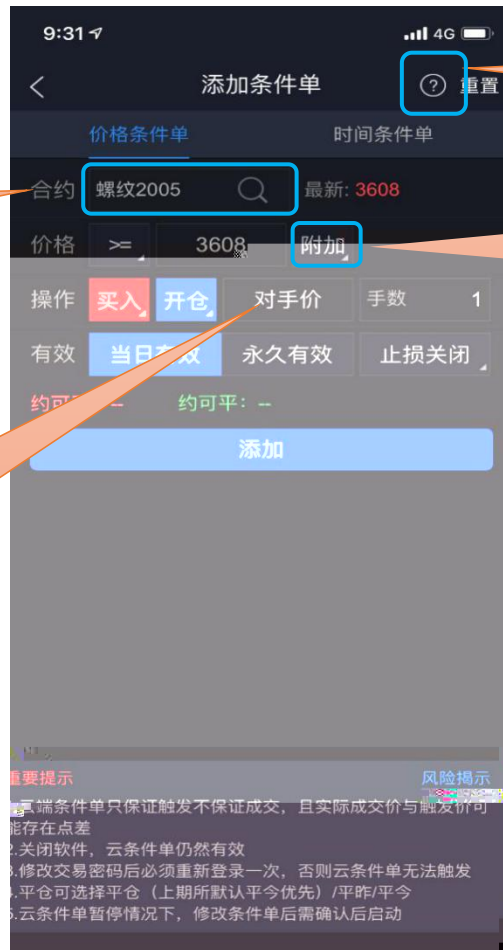 9:31 4G
添加条件单 ? 重置
价格条件单 时间条件单
合约 螺纹2005 最新: 3608
价格 >= 3608 附加
操作 买入 开仓 对手价 手数 1
有效 当日有效 永久有效 止损关闭
约可 -- 约可平: --
添加
重要提示 风险揭示
云端条件单只保证触发不保证成交，且实际成交价与触发价可
能存在点差
2.关闭软件，云条件单仍然有效
3.修改交易密码后必须重新登录一次，否则云条件单无法触发
4.平仓可选择平仓（上期所默认平今优先）/平昨/平今
5.云条件单暂停情况下，修改条件单后需确认后启动